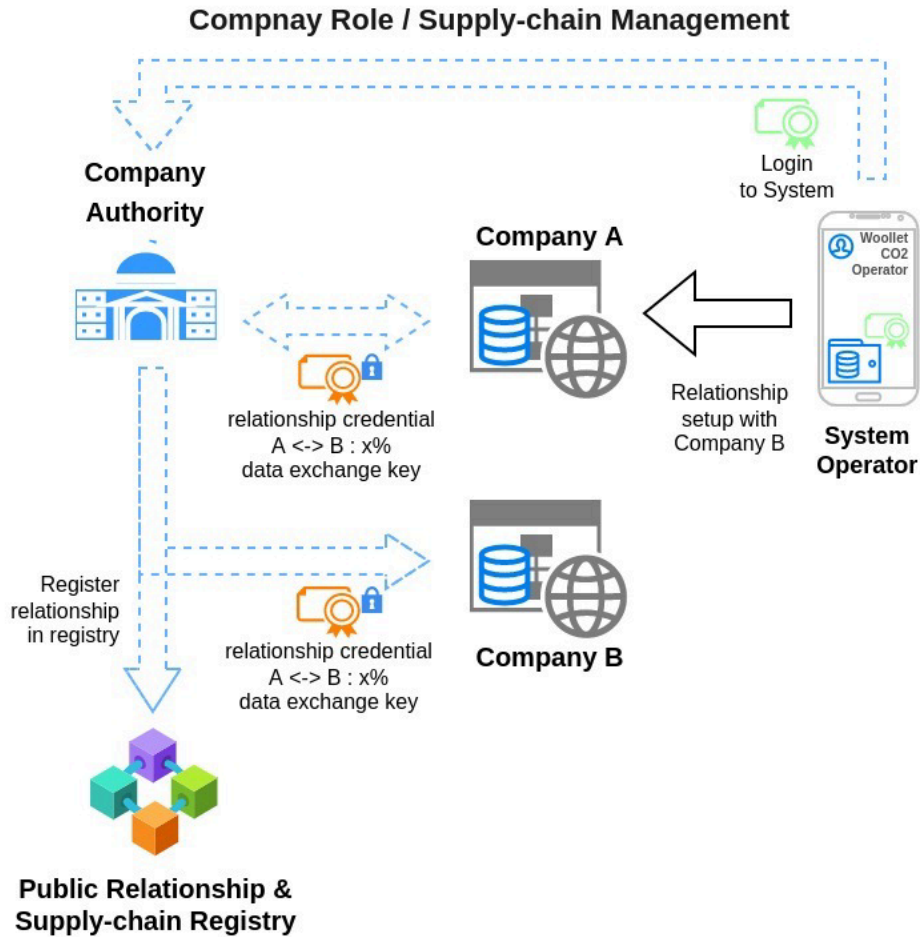 Compnay Role / Supply-chain Management
Login
to System
Company
Authority
Company A
Woollet
CO2
Operator
relationship credential
A <-> B : x%
data exchange key
Relationship
setup with
Company B
System
Operator
Register
relationship
in registry
relationship credential
A <-> B : x%
data exchange key
Company B
Public Relationship &
Supply-chain Registry